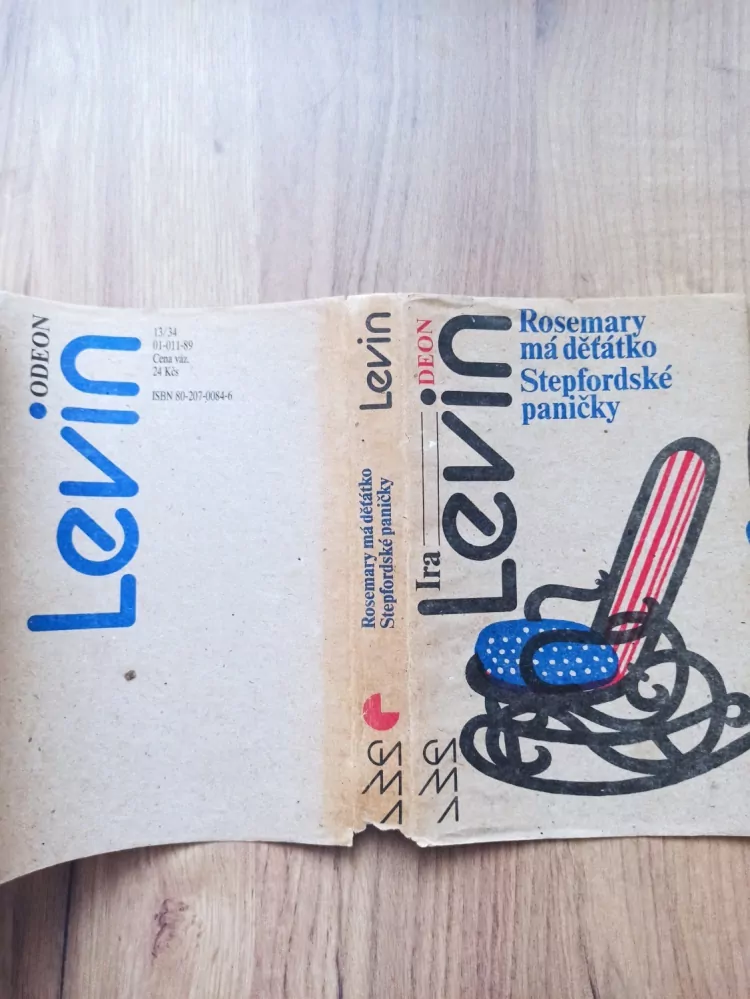 ODEON
Levin
13/34
01-011-89
Cena váz.
24 Kčs
ISBN 80-207-0084-6
Levin
Rosemary má děťátko
Stepfordské paničky
DEON
Ira
Levin
Rosemary
má děťátko
Stepfordské
paničky